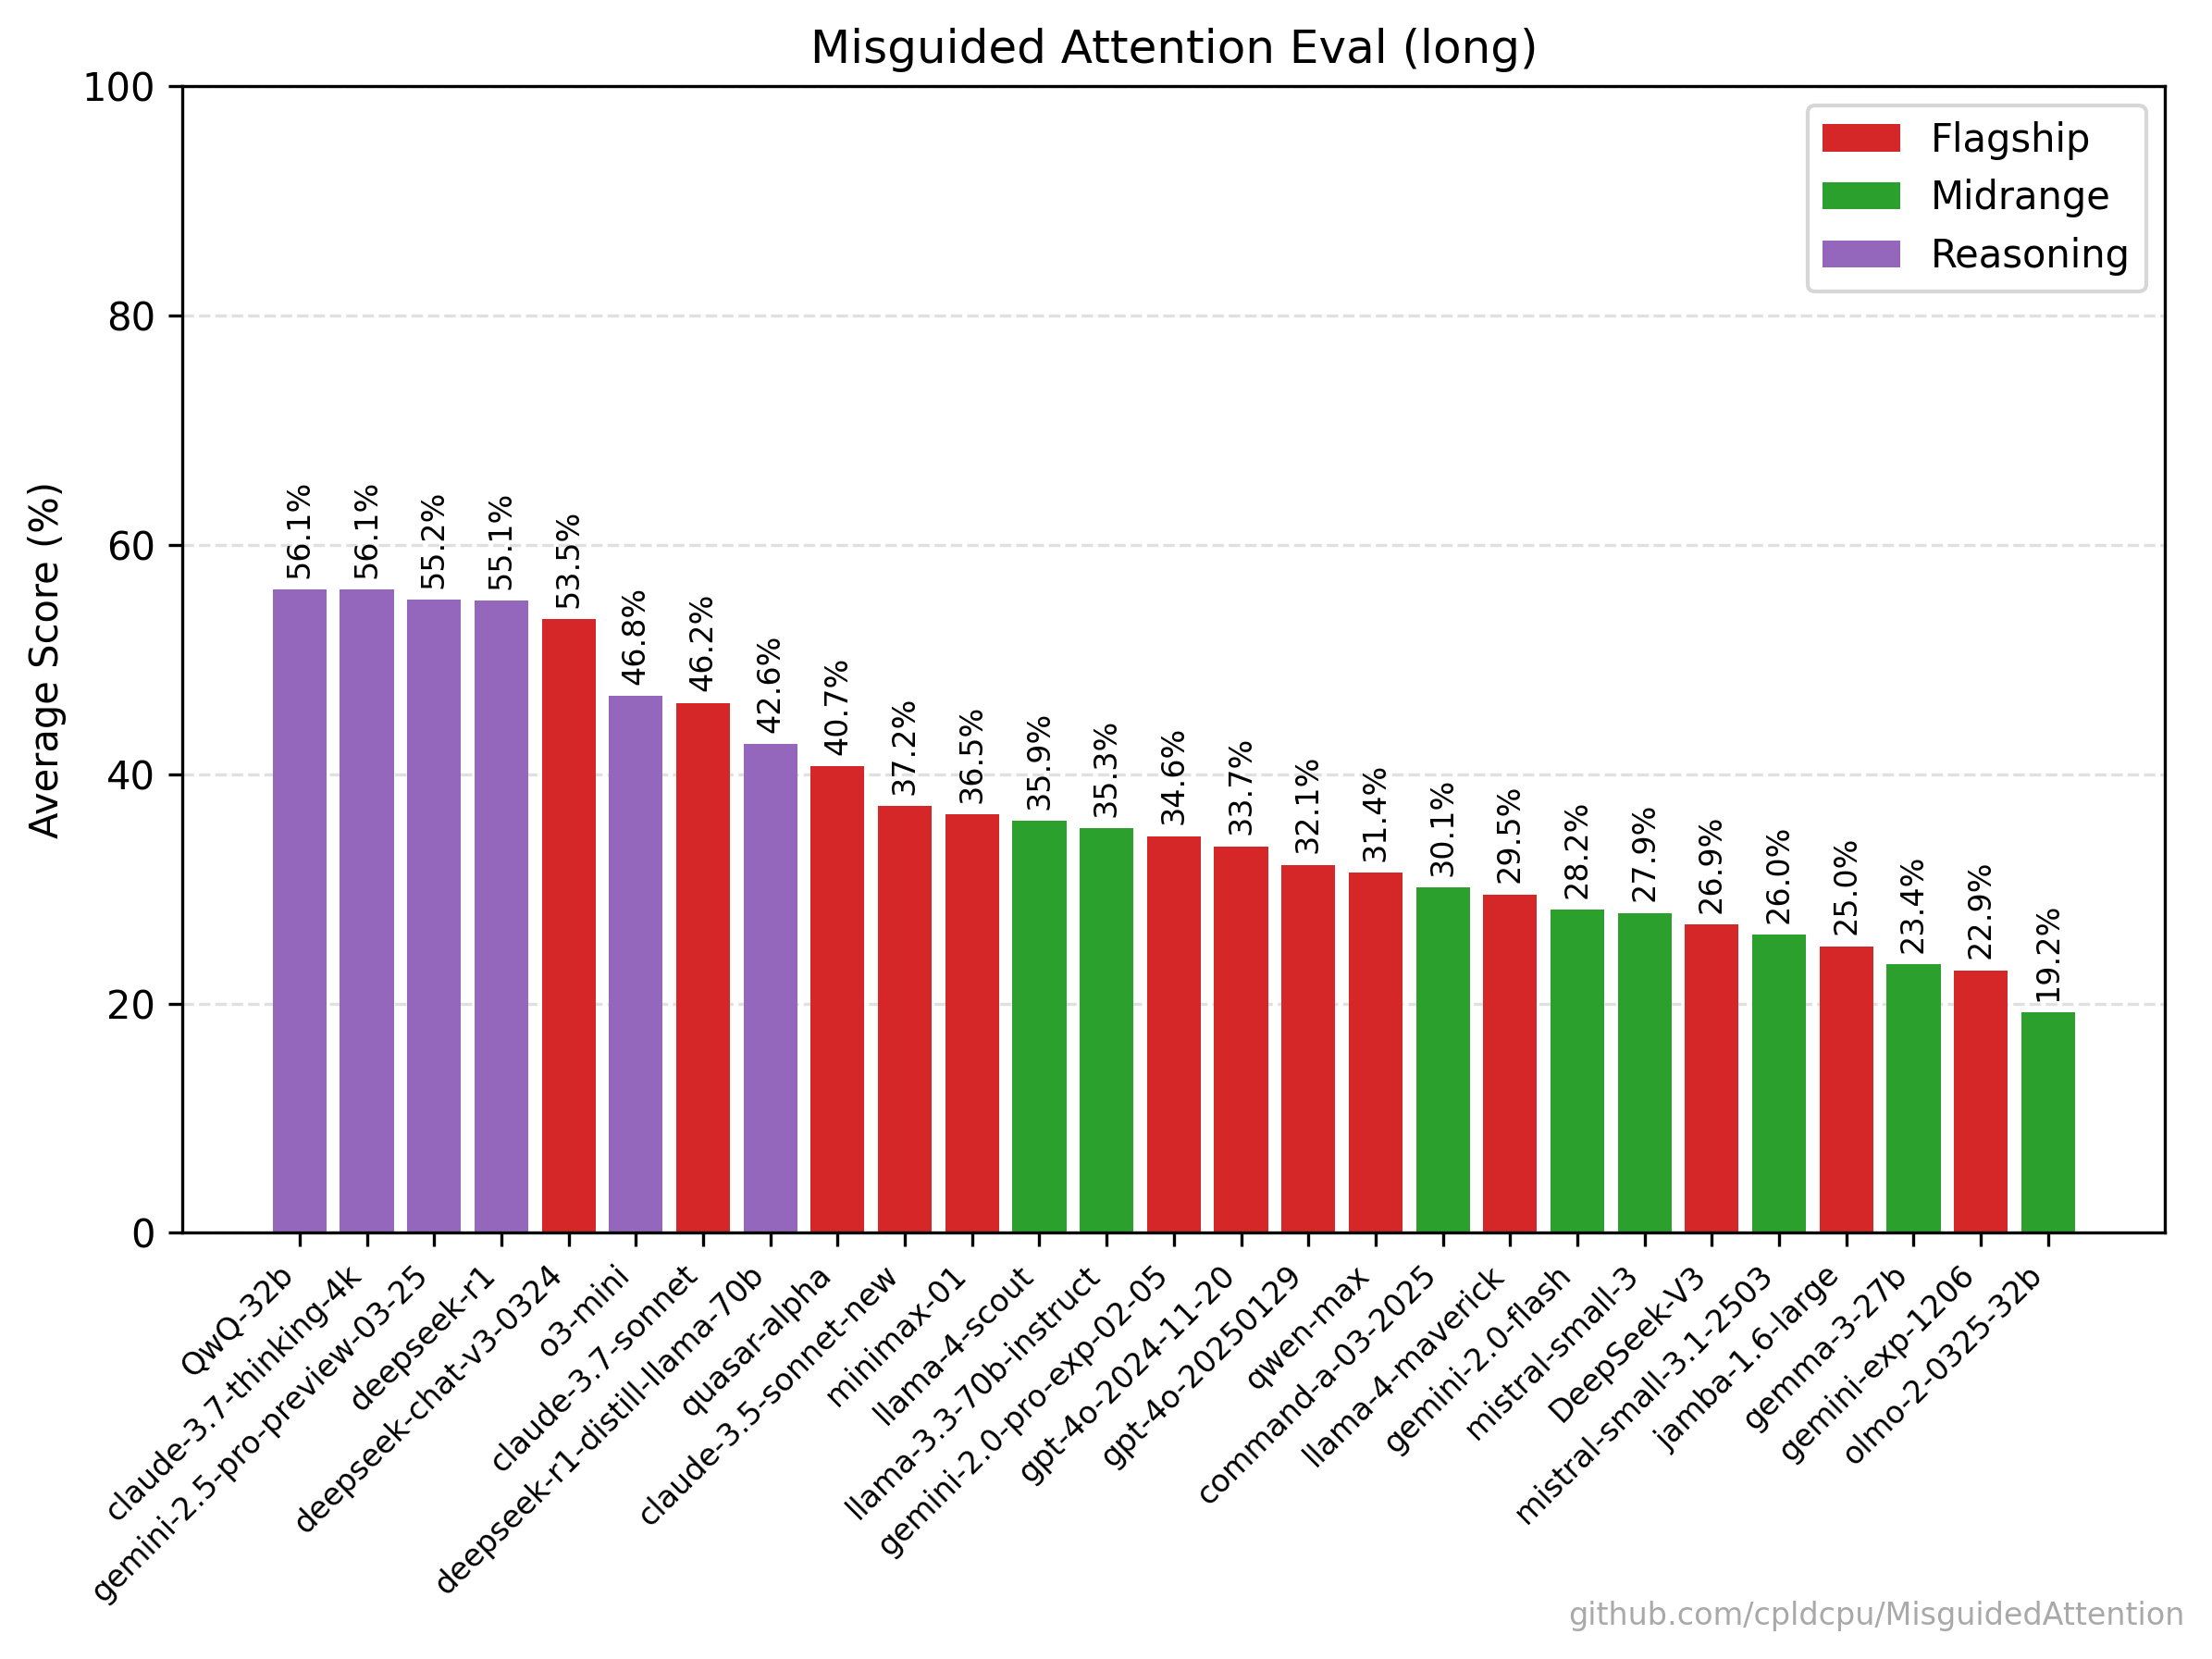 Misguided Attention Eval (long)
Average Score (%)
100
80
60
40
20
0
Flagship
Midrange
Reasoning
56.1%
56.1%
55.2%
55.1%
53.5%
46.8%
46.2%
42.6%
40.7%
37.2%
36.5%
35.9%
35.3%
34.6%
33.7%
32.1%
31.4%
30.1%
29.5%
28.2%
27.9%
26.9%
26.0%
25.0%
23.4%
22.9%
19.2%
QwQ-32b
claude-3.7-thinking-4k
gemini-2.5-pro-preview-03-25
deepseek-r1
deepseek-chat-v3-0324
o3-mini
claude-3.7-sonnet
deepseek-r1-distill-llama-70b
quasar-alpha
claude-3.5-sonnet-new
minimax-01
llama-4-scout
llama-3.3-70b-instruct
gemini-2.0-pro-exp-02-05
gpt-4o-2024-11-20
gpt-4o-20250129
qwen-max
command-a-03-2025
llama-4-maverick
gemini-2.0-flash
mistral-small-3
DeepSeek-V3
mistral-small-3.1-2503
jamba-1.6-large
gemma-3-27b
gemini-exp-1206
olmo-2-0325-32b
github.com/cpldcpu/MisguidedAttention